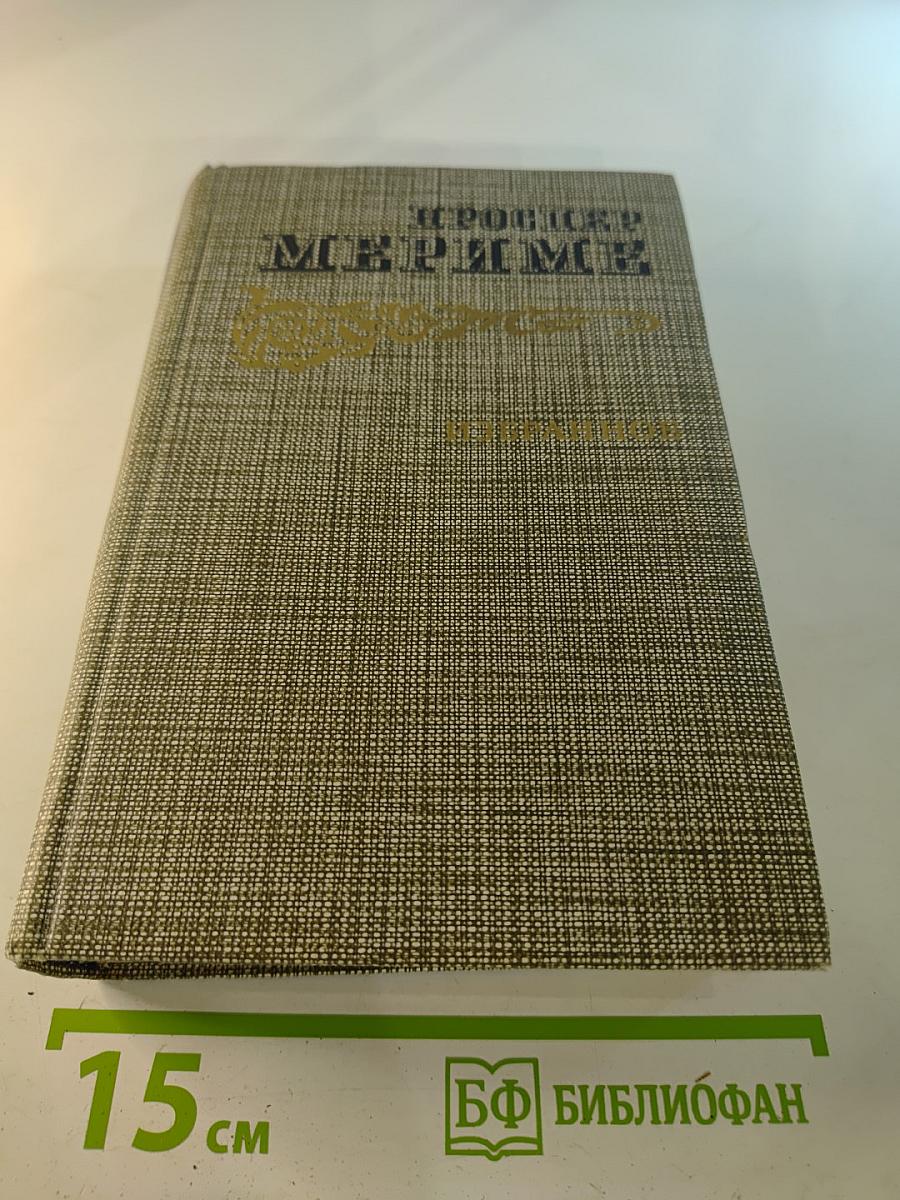 ПРОСПЕР
МЕРИМЕ
ИЗБРАННОЕ
15 см
БФ БИБЛИОФАН